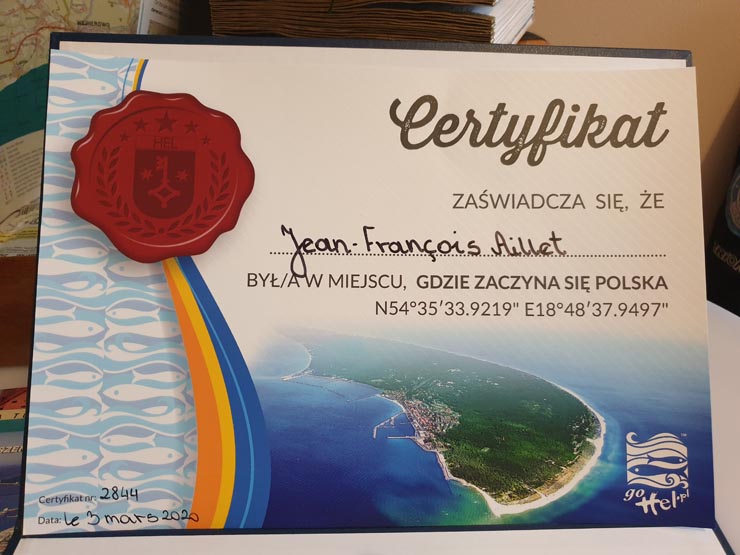 HEL
Certyfikat
ZAŚWIADCZA SIĘ, ŻE
Jean-François Aillet
BYŁ/A W MIEJSCU, GDZIE ZACZYNA SIĘ POLSKA
N54°35′33.9219" E18°48′37.9497"
Certyfikat nr: 2844
Data: le 3 mars 2020
go Hel.pl